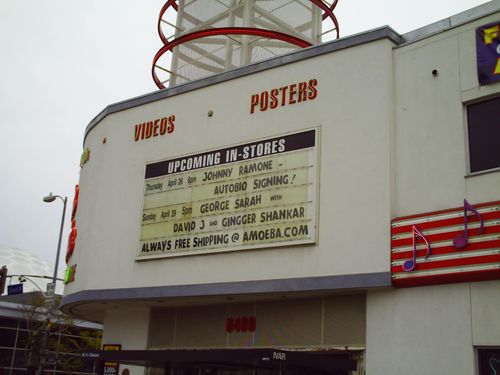 VIDEOS
POSTERS
UPCOMING IN-STORES
Thursday April 26 6pm JOHNNY RAMONE -
AUTOBIO SIGNING!
Sunday April 29 5pm GEORGE SARAH WITH
DAVID J AND GINGGER SHANKAR
ALWAYS FREE SHIPPING @ AMOEBA.COM
6400
IVAR